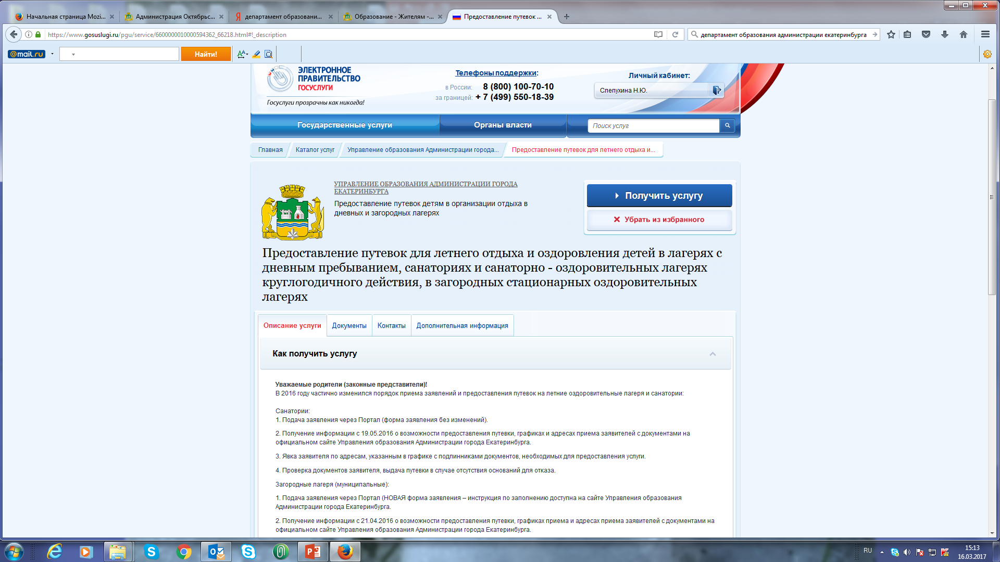 Начальная страница Mozi...
Администрация Октябрьс...
департамент образовани...
Образование - Жителям -...
Предоставление путевок ...
https://www.gosuslugi.ru/pgu/service/6600000010000594362_66218.html#!_description
департамент образования администрации екатеринбурга
@mail.ru
Найти!
ЭЛЕКТРОННОЕ
ПРАВИТЕЛЬСТВО
ГОСУСЛУГИ
Госуслуги прозрачны как никогда!
Телефоны поддержки:
в России: 8 (800) 100-70-10
за границей: + 7 (499) 550-18-39
Личный кабинет:
Слепухина Н.Ю.
Государственные услуги
Органы власти
Поиск услуг
Главная
Каталог услуг
Управление образования Администрации города...
Предоставление путевок для летнего отдыха и...
УПРАВЛЕНИЕ ОБРАЗОВАНИЯ АДМИНИСТРАЦИИ ГОРОДА
ЕКАТЕРИНБУРГА
Предоставление путевок детям в организации отдыха в
дневных и загородных лагерях
Получить услугу
Убрать из избранного
Предоставление путевок для летнего отдыха и оздоровления детей в лагерях с
дневным пребыванием, санаториях и санаторно - оздоровительных лагерях
круглогодичного действия, в загородных стационарных оздоровительных
лагерях
Описание услуги
Документы
Контакты
Дополнительная информация
Как получить услугу
Уважаемые родители (законные представители)!
В 2016 году частично изменился порядок приема заявлений и предоставления путевок на летние оздоровительные лагеря и санатории:
Санатории:
1. Подача заявления через Портал (форма заявления без изменений).
2. Получение информации с 19.05.2016 о возможности предоставления путевки, графиках и адресах приема заявителей с документами на
официальном сайте Управления образования Администрации города Екатеринбурга.
3. Явка заявителя по адресам, указанным в графике с подлинниками документов, необходимых для предоставления услуги.
4. Проверка документов заявителя, выдача путевки в случае отсутствия оснований для отказа.
Загородные лагеря (муниципальные):
1. Подача заявления через Портал (НОВАЯ форма заявления – инструкция по заполнению доступна на сайте Управления образования
Администрации города Екатеринбурга.
2. Получение информации с 21.04.2016 о возможности предоставления путевки, графиках приема и адресах приема заявителей с документами на
официальном сайте Управления образования Администрации города Екатеринбурга.
RU
15:13
16.03.2017